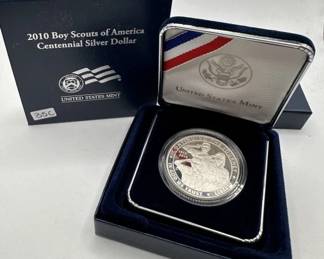 2010 Boy Scouts of America
Centennial Silver Dollar
UNITED STATES MINT
35C
UNITED STATES MINT